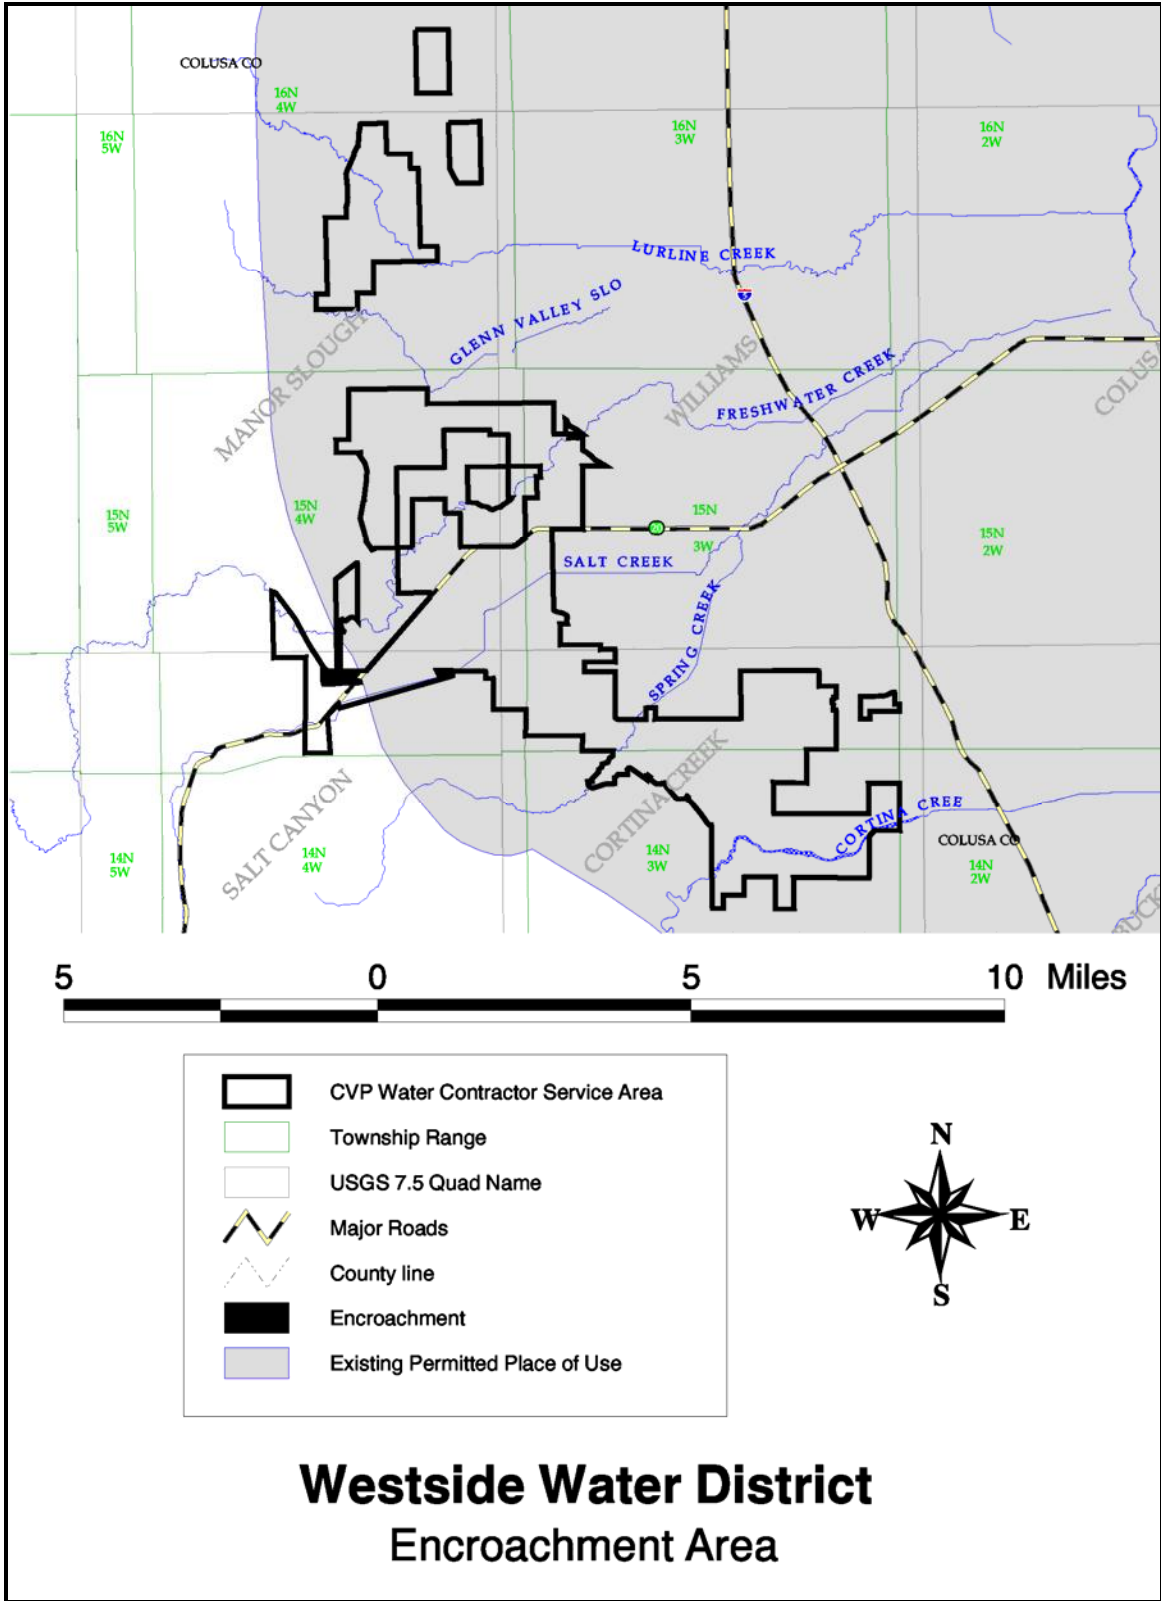 COLUSA CO
16N
4W
16N
5W
16N
3W
16N
2W
LURLINE CREEK
GLENN VALLEY SLO
5
MANOR SLOUGH
WILLIAMS
FRESHWATER CREEK
COLUS
15N
5W
15N
4W
15N
3W
20
15N
2W
SALT CREEK
SPRING CREEK
SALT CANYON
CORTINA CREEK
CORTINA CREE
COLUSA CO
14N
5W
14N
4W
14N
3W
14N
2W
BUCK
5 0 5 10 Miles
CVP Water Contractor Service Area
Township Range
USGS 7.5 Quad Name
Major Roads
County line
Encroachment
Existing Permitted Place of Use
N
W E
S
Westside Water District
Encroachment Area